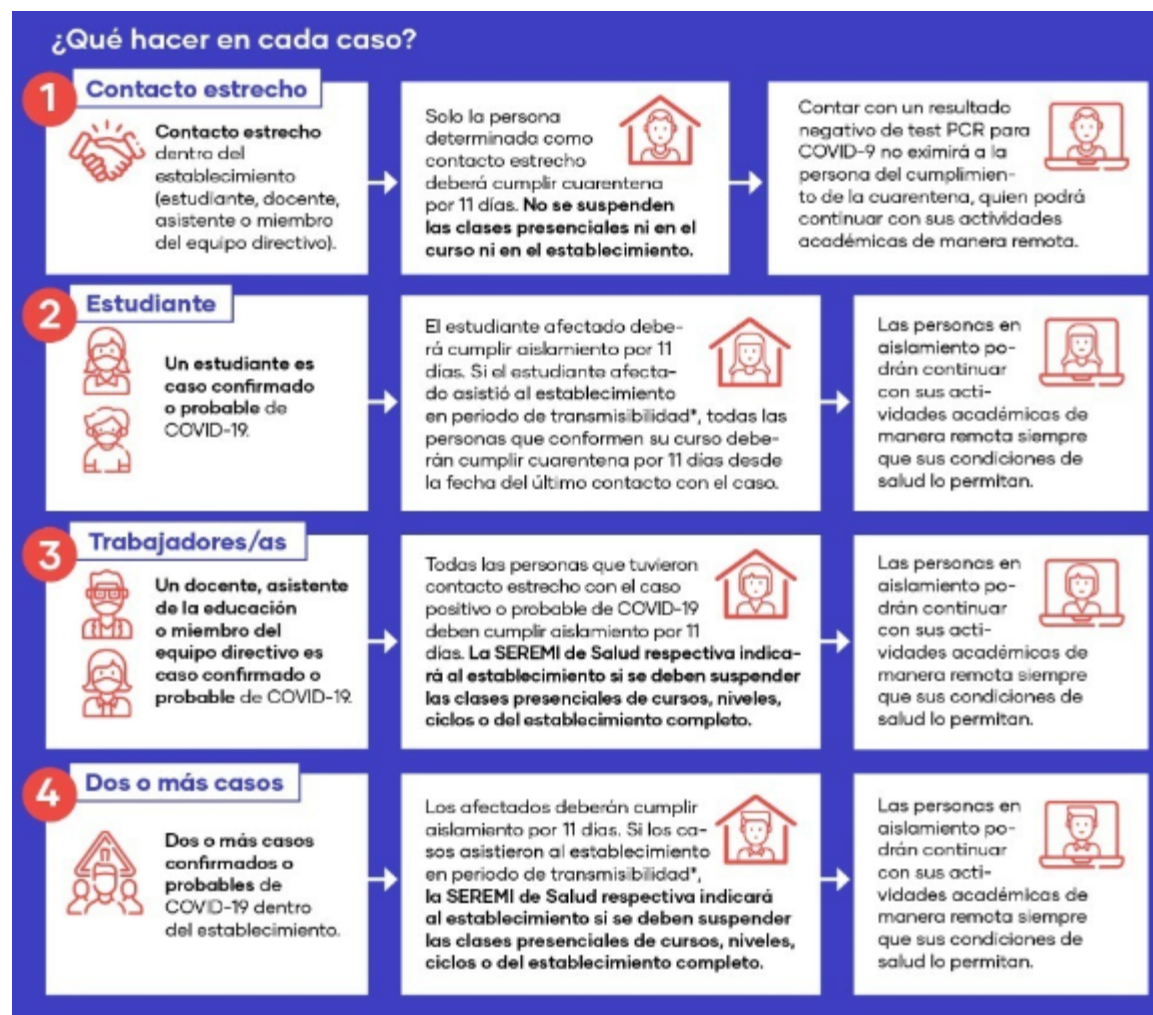 ¿Qué hacer en cada caso?
1
Contacto estrecho
Contacto estrecho
dentro del
establecimiento
(estudiante, docente,
asistente o miembro
del equipo directivo).
Solo la persona
determinada como
contacto estrecho
deberá cumplir cuarentena
por 11 días. No se suspenden
las clases presenciales ni en el
curso ni en el establecimiento.
Contar con un resultado
negativo de test PCR para
COVID-9 no eximirá a la
persona del cumplimien-
to de la cuarentena, quien podrá
continuar con sus actividades
académicas de manera remota.
2
Estudiante
Un estudiante es
caso confirmado
o probable de
COVID-19.
El estudiante afectado debe-
rá cumplir aislamiento por 11
días. Si el estudiante afecta-
do asistió al establecimiento
en periodo de transmisibilidad*, todas las
personas que conformen su curso debe-
rán cumplir cuarentena por 11 días desde
la fecha del último contacto con el caso.
Las personas en
aislamiento po-
drán continuar
con sus acti-
vidades académicas de
manera remota siempre
que sus condiciones de
salud lo permitan.
3
Trabajadores/as
Un docente, asistente
de la educación
o miembro del
equipo directivo es
caso confirmado o
probable de COVID-19.
Todas las personas que tuvieron
contacto estrecho con el caso
positivo o probable de COVID-19
deben cumplir aislamiento por 11
días. La SEREMI de Salud respectiva indica-
rá al establecimiento si se deben suspender
las clases presenciales de cursos, niveles,
ciclos o del establecimiento completo.
Las personas en
aislamiento po-
drán continuar
con sus acti-
vidades académicas de
manera remota siempre
que sus condiciones de
salud lo permitan.
4
Dos o más casos
Dos o más casos
confirmados o
probables de
COVID-19 dentro
del establecimiento.
Los afectados deberán cumplir
aislamiento por 11 días. Si los ca-
sos asistieron al establecimiento
en periodo de transmisibilidad*,
la SEREMI de Salud respectiva indicará
al establecimiento si se deben suspender
las clases presenciales de cursos, niveles,
ciclos o del establecimiento completo.
Las personas en
aislamiento po-
drán continuar
con sus acti-
vidades académicas de
manera remota siempre
que sus condiciones de
salud lo permitan.